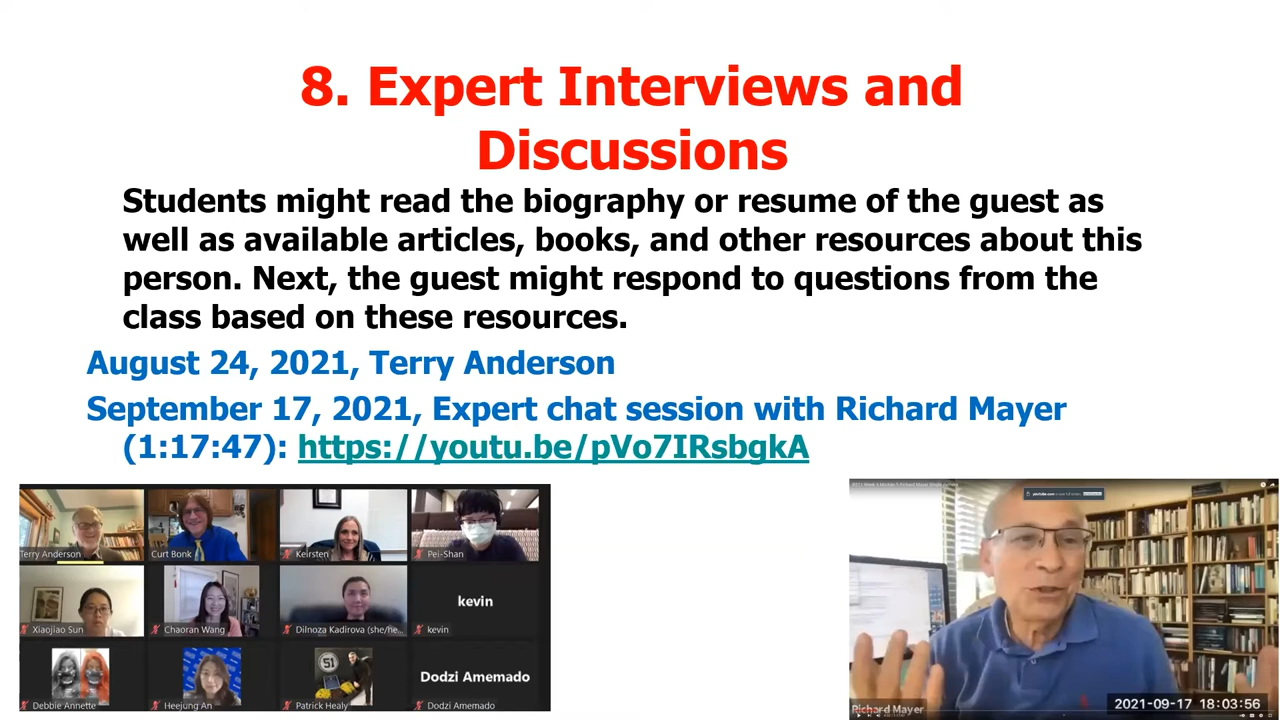 8. Expert Interviews and
Discussions
Students might read the biography or resume of the guest as
well as available articles, books, and other resources about this
person. Next, the guest might respond to questions from the
class based on these resources.
August 24, 2021, Terry Anderson
September 17, 2021, Expert chat session with Richard Mayer
(1:17:47): https://youtu.be/pVo7IRsbgkA
Terry Anderson
Curt Bonk
Keirsten
Pei-Shan
Xiaojiao Sun
Chaoran Wang
Dilnoza Kadirova (she/he...
kevin
kevin
51
Debbie Annette
Heejung An
Patrick Healy
Dodzi Amemado
Dodzi Amemado
Richard Mayer
2021-09-17 18:03:56